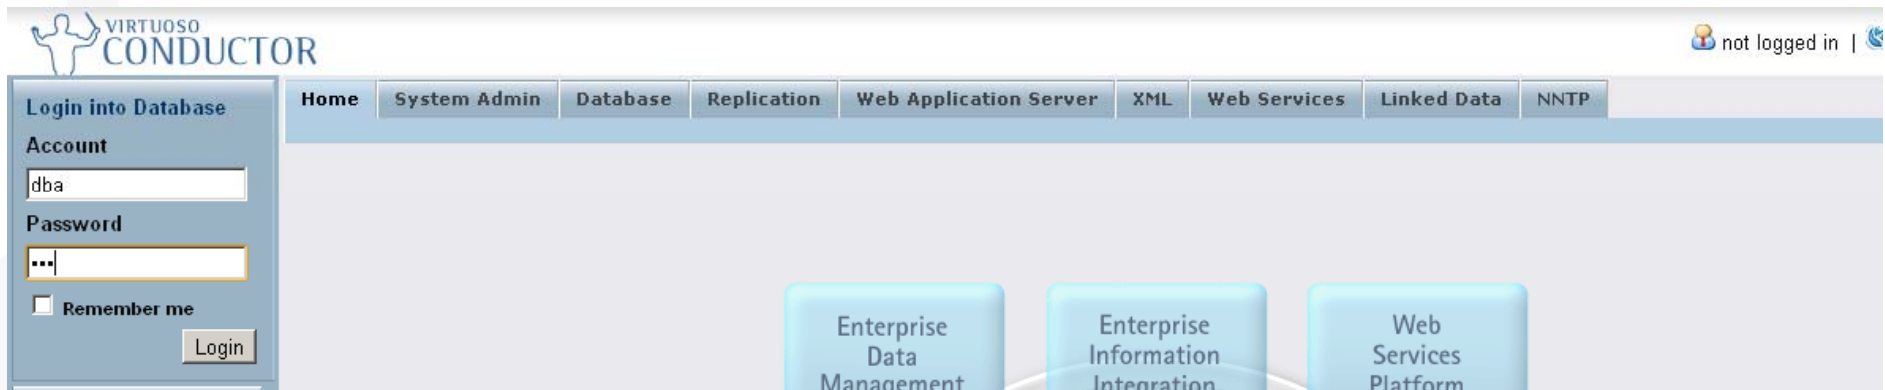 VIRTUOSO
CONDUCTOR
not logged in |
Login into Database
Home System Admin Database Replication Web Application Server XML Web Services Linked Data NNTP
Account
dba
Password
•••
Remember me
Login
Enterprise
Data
Management
Enterprise
Information
Integration
Web
Services
Platform